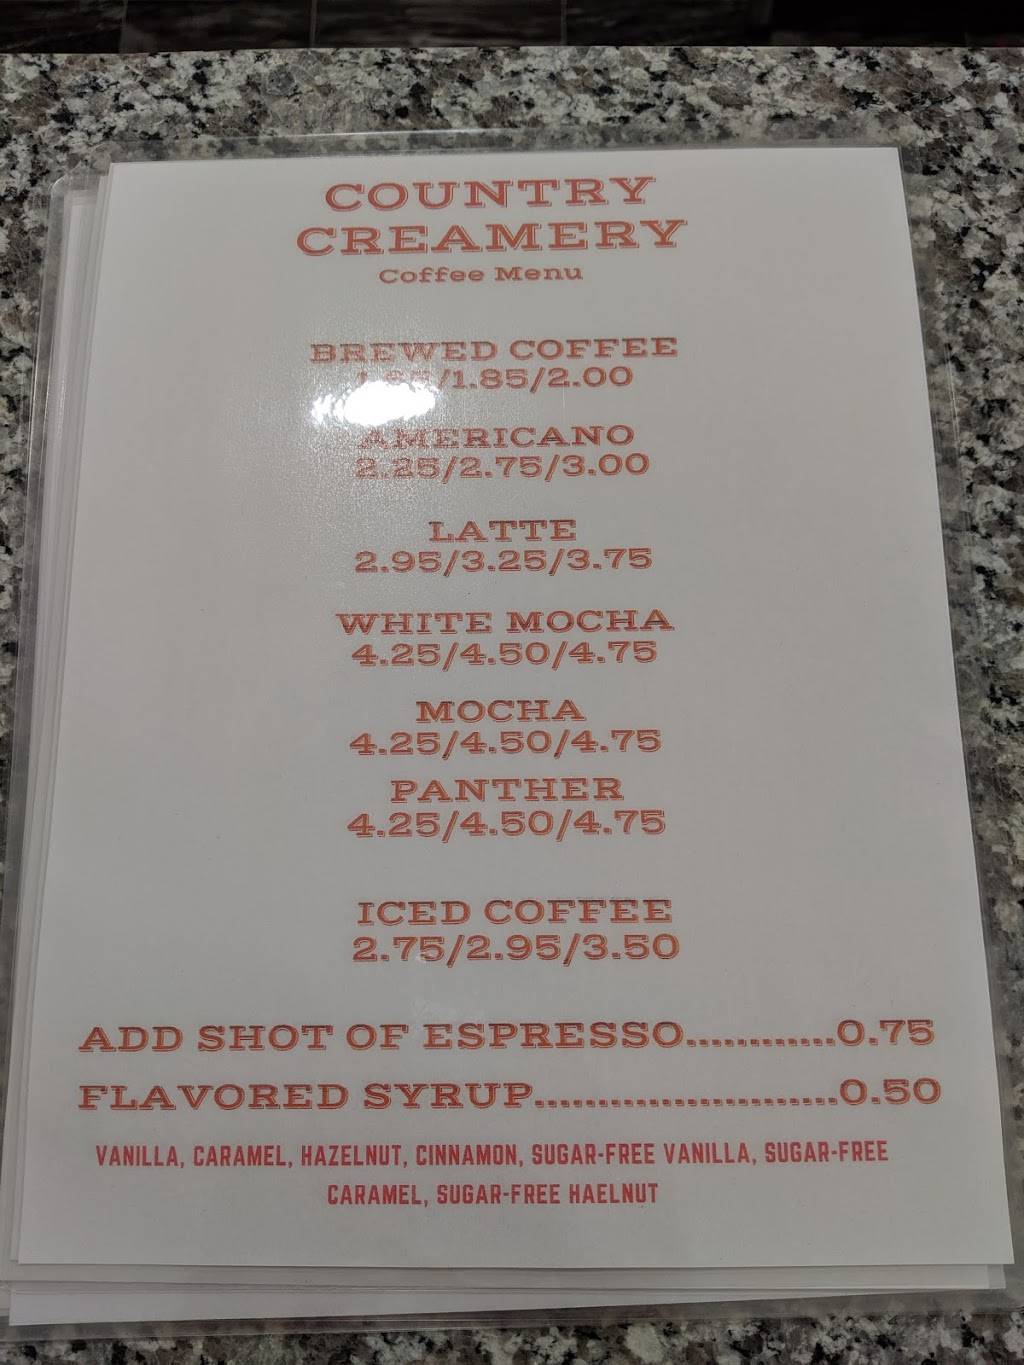 COUNTRY
CREAMERY
Coffee Menu
BREWED COFFEE
/1.85/2.00
AMERICANO
2.25/2.75/3.00
LATTE
2.95/3.25/3.75
WHITE MOCHA
4.25/4.50/4.75
MOCHA
4.25/4.50/4.75
PANTHER
4.25/4.50/4.75
ICED COFFEE
2.75/2.95/3.50
ADD SHOT OF ESPRESSO............0.75
FLAVORED SYRUP........................0.50
VANILLA, CARAMEL, HAZELNUT, CINNAMON, SUGAR-FREE VANILLA, SUGAR-FREE
CARAMEL, SUGAR-FREE HAELNUT